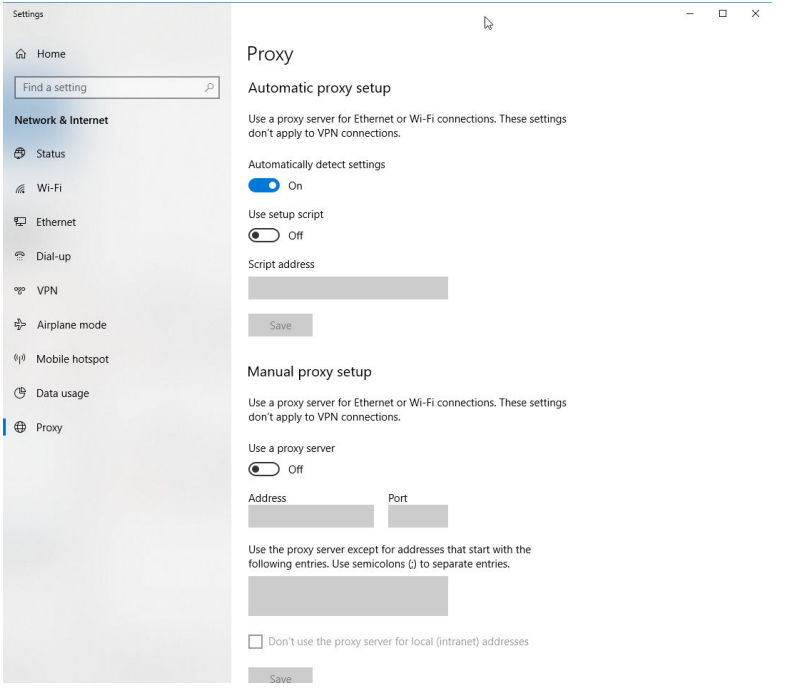 Settings
Home
Find a setting
Network & Internet
Status
Wi-Fi
Ethernet
Dial-up
VPN
Airplane mode
Mobile hotspot
Data usage
Proxy
Proxy
Automatic proxy setup
Use a proxy server for Ethernet or Wi-Fi connections. These settings
don't apply to VPN connections.
Automatically detect settings
On
Use setup script
Off
Script address
Save
Manual proxy setup
Use a proxy server for Ethernet or Wi-Fi connections. These settings
don't apply to VPN connections.
Use a proxy server
Off
Address Port
Use the proxy server except for addresses that start with the
following entries. Use semicolons (;) to separate entries.
Don't use the proxy server for local (intranet) addresses
Save